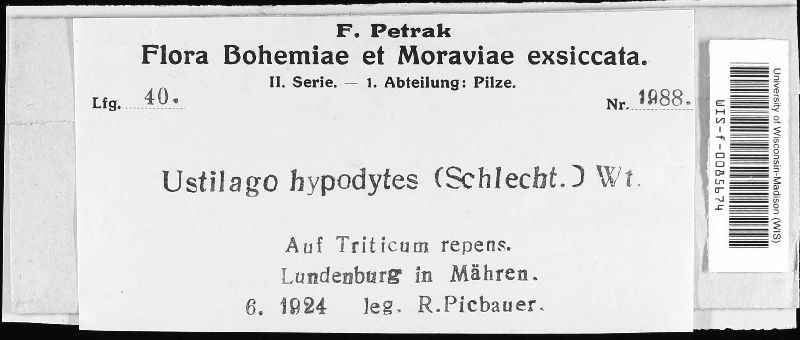 F. Petrak
Flora Bohemiae et Moraviae exsiccata.
II. Serie. — 1. Abteilung: Pilze.
Lfg. 40. Nr. 1988.
Ustilago hypodytes (Schlecht.) Wt.
Auf Triticum repens.
Lundenburg in Mähren.
6. 1924 leg. R.Picbauer.
University of Wisconsin-Madison (WIS)
WIS-f-0085674